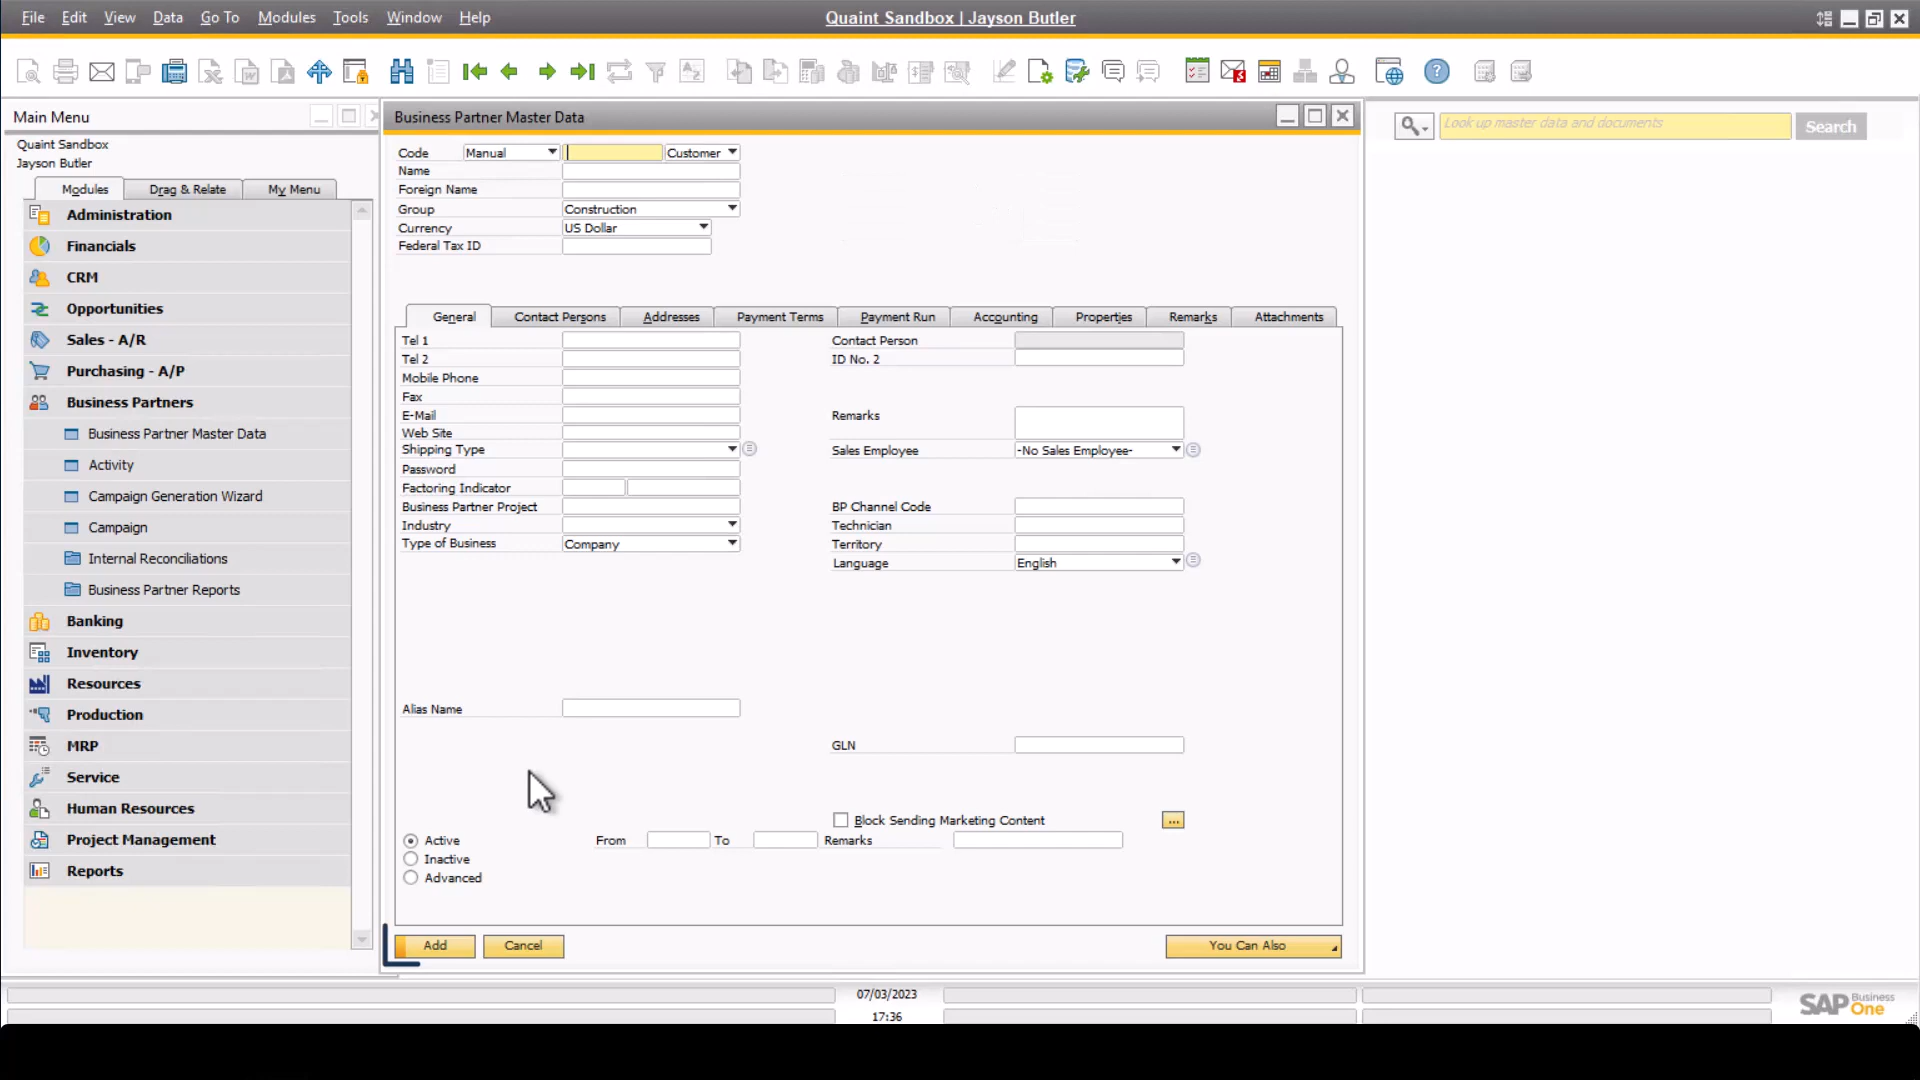 File Edit View Data Go To Modules Tools Window Help
Quaint Sandbox | Jayson Butler
Main Menu
Quaint Sandbox
Jayson Butler
Modules Drag & Relate My Menu
Administration
Financials
CRM
Opportunities
Sales - A/R
Purchasing - A/P
Business Partners
Business Partner Master Data
Activity
Campaign Generation Wizard
Campaign
Internal Reconciliations
Business Partner Reports
Banking
Inventory
Resources
Production
MRP
Service
Human Resources
Project Management
Reports
Business Partner Master Data
Code Manual Customer
Name
Foreign Name
Group Construction
Currency US Dollar
Federal Tax ID
General Contact Persons Addresses Payment Terms Payment Run Accounting Properties Remarks Attachments
Tel 1
Tel 2
Mobile Phone
Fax
E-Mail
Web Site
Shipping Type
Password
Factoring Indicator
Business Partner Project
Industry
Type of Business Company
Alias Name
Contact Person
ID No. 2
Remarks
Sales Employee -No Sales Employee-
BP Channel Code
Technician
Territory
Language English
GLN
Block Sending Marketing Content ...
Active From To Remarks
Inactive
Advanced
Add Cancel You Can Also
Look up master data and documents Search
07/03/2023
17:36
SAP Business One